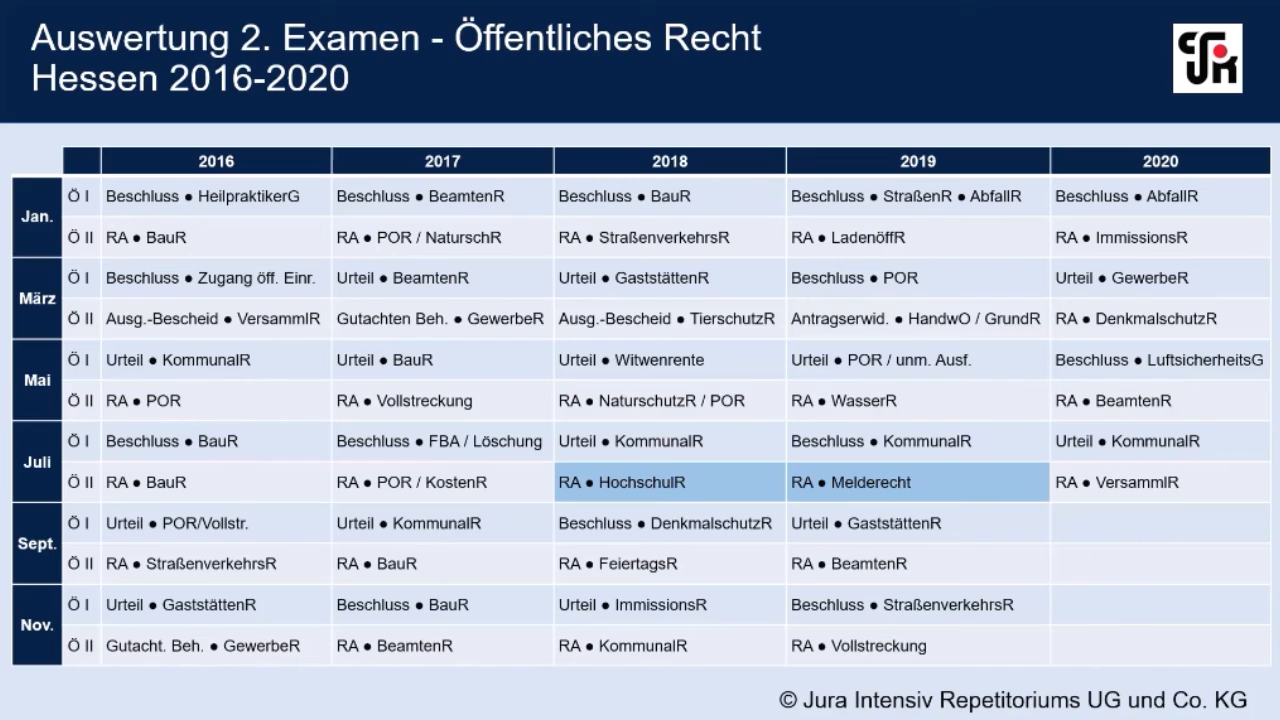 Auswertung 2. Examen - Öffentliches Recht
Hessen 2016-2020
2016 2017 2018 2019 2020
Jan.
Ö I Beschluss ● HeilpraktikerG Beschluss ● BeamtenR Beschluss ● BauR Beschluss ● StraßenR ● AbfallR Beschluss ● AbfallR
Ö II RA ● BauR RA ● POR / NaturschR RA ● StraßenverkehrsR RA ● LadenöffR RA ● ImmissionsR
März
Ö I Beschluss ● Zugang öff. Einr. Urteil ● BeamtenR Urteil ● GaststättenR Beschluss ● POR Urteil ● GewerbeR
Ö II Ausg.-Bescheid ● VersammlR Gutachten Beh. ● GewerbeR Ausg.-Bescheid ● TierschutzR Antragserwid. ● HandwO / GrundR RA ● DenkmalschutzR
Mai
Ö I Urteil ● KommunalR Urteil ● BauR Urteil ● Witwenrente Urteil ● POR / unm. Ausf. Beschluss ● LuftsicherheitsG
Ö II RA ● POR RA ● Vollstreckung RA ● NaturschutzR / POR RA ● WasserR RA ● BeamtenR
Juli
Ö I Beschluss ● BauR Beschluss ● FBA / Löschung Urteil ● KommunalR Beschluss ● KommunalR Urteil ● KommunalR
Ö II RA ● BauR RA ● POR / KostenR RA ● HochschulR RA ● Melderecht RA ● VersammlR
Sept.
Ö I Urteil ● POR/Vollstr. Urteil ● KommunalR Beschluss ● DenkmalschutzR Urteil ● GaststättenR
Ö II RA ● StraßenverkehrsR RA ● BauR RA ● FeiertagsR RA ● BeamtenR
Nov.
Ö I Urteil ● GaststättenR Beschluss ● BauR Urteil ● ImmissionsR Beschluss ● StraßenverkehrsR
Ö II Gutacht. Beh. ● GewerbeR RA ● BeamtenR RA ● KommunalR RA ● Vollstreckung
© Jura Intensiv Repetitoriums UG und Co. KG